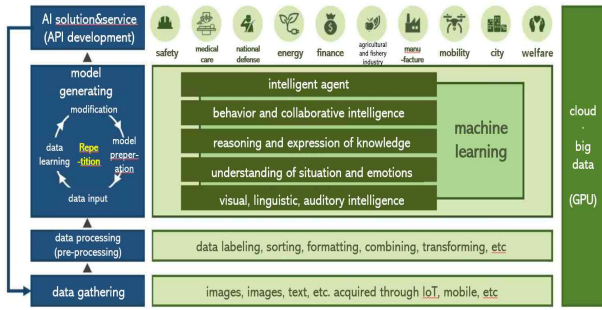 AI solution&service
(API development)
safety
medical
care
national
defense
energy
finance
agricultural
and fishery
industry
manu
-facture
mobility
city
welfare
model
generating
modification
data
learning
Repe
-tition
model
preper-
ation
data input
intelligent agent
behavior and collaborative intelligence
reasoning and expression of knowledge
understanding of situation and emotions
visual, linguistic, auditory intelligence
machine
learning
cloud
·
big
data
(GPU)
data processing
(pre-processing)
data labeling, sorting, formatting, combining, transforming, etc
data gathering
images, images, text, etc. acquired through IoT, mobile, etc